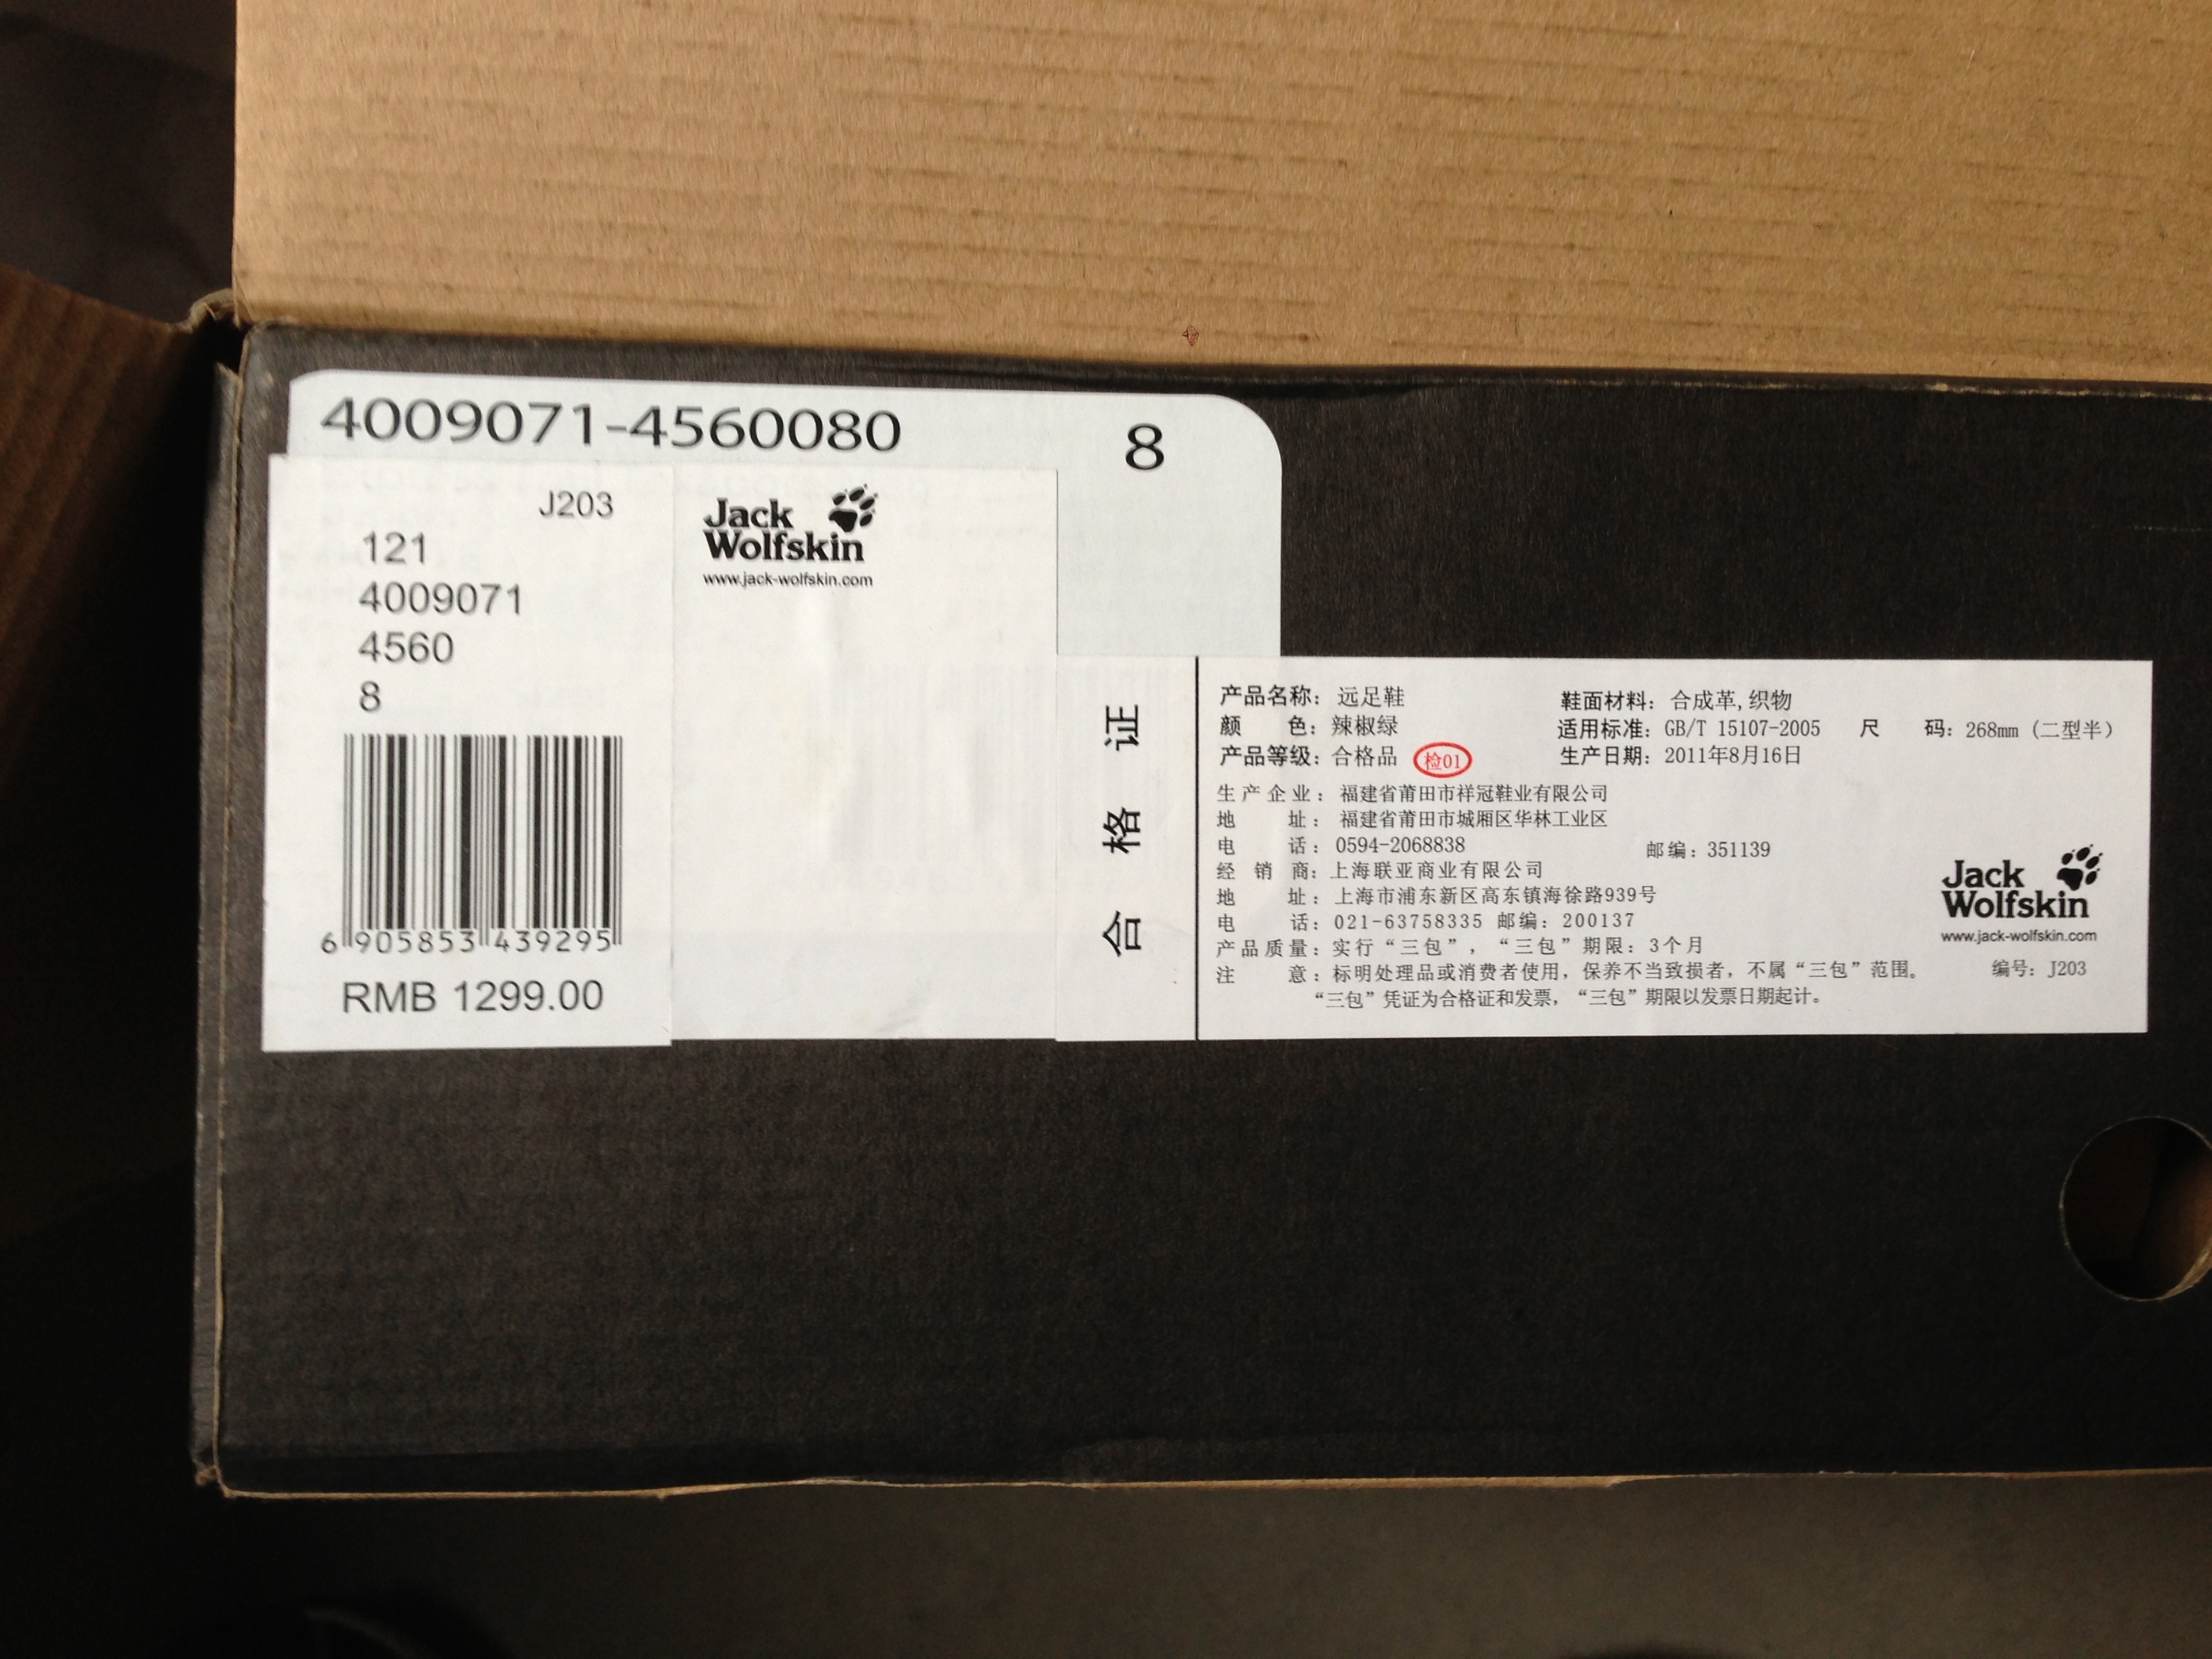 4009071-4560080
8
J203
121
4009071
4560
8
6 905853 439295
RMB 1299.00
Jack
Wolfskin
www.jack-wolfskin.com
合格证
产品名称：远足鞋 鞋面材料：合成革,织物
颜 色：辣椒绿 适用标准：GB/T 15107-2005 尺 码：268mm（二型半）
产品等级：合格品 检01 生产日期：2011年8月16日
生产企业：福建省莆田市祥冠鞋业有限公司
地 址：福建省莆田市城厢区华林工业区
电 话：0594-2068838 邮编：351139
经 销 商：上海联亚商业有限公司
地 址：上海市浦东新区高东镇海徐路939号
电 话：021-63758335 邮编：200137
产品质量：实行“三包”，“三包”期限：3个月
注 意：标明处理品或消费者使用，保养不当致损者，不属“三包”范围。
“三包”凭证为合格证和发票，“三包”期限以发票日期起计。
Jack
Wolfskin
www.jack-wolfskin.com
编号：J203